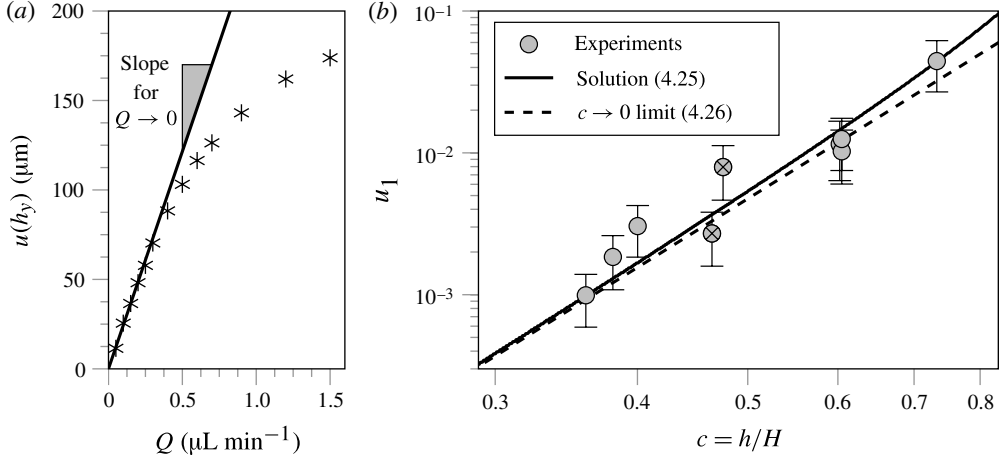 (a)
200
150
100
50
0
u(h_y) (μm)
Slope
for
Q → 0
0
0.5
1.0
1.5
Q (μL min⁻¹)
(b)
10⁻¹
10⁻²
10⁻³
u₁
Experiments
Solution (4.25)
c → 0 limit (4.26)
0.3
0.4
0.5
0.6
0.7
0.8
c = h/H